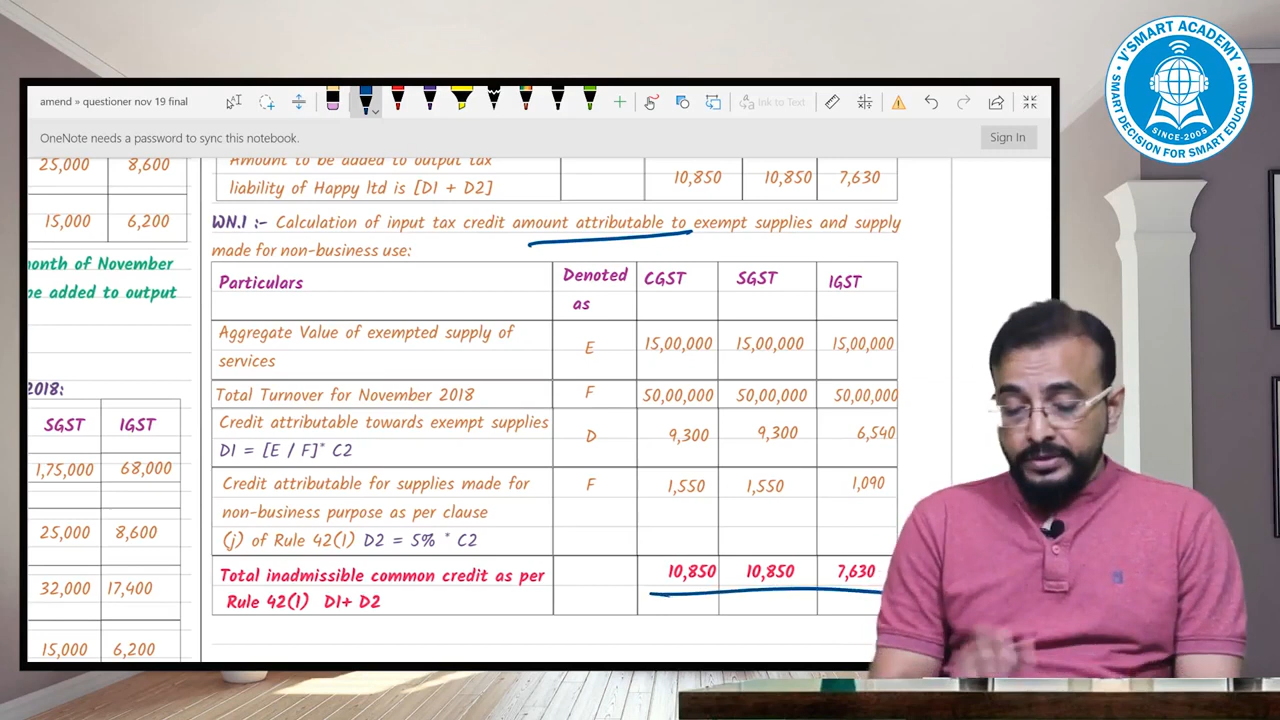 amend » questioner nov 19 final
Ink to Text
OneNote needs a password to sync this notebook.
Sign In
25,000 8,600
15,000 6,200
month of November
be added to output
2018:
SGST IGST
1,75,000 68,000
25,000 8,600
32,000 17,400
15,000 6,200
Amount to be added to output tax
liability of Happy ltd is [D1 + D2] 10,850 10,850 7,630
WN.1 :- Calculation of input tax credit amount attributable to exempt supplies and supply
made for non-business use:
Particulars Denoted as CGST SGST IGST
Aggregate Value of exempted supply of
services E 15,00,000 15,00,000 15,00,000
Total Turnover for November 2018 F 50,00,000 50,00,000 50,00,000
Credit attributable towards exempt supplies
D1 = [E / F]* C2 D 9,300 9,300 6,540
Credit attributable for supplies made for F 1,550 1,550 1,090
non-business purpose as per clause
(j) of Rule 42(1) D2 = 5% * C2
Total inadmissible common credit as per 10,850 10,850 7,630
Rule 42(1) D1+ D2
V'SMART ACADEMY
SMART DECISION FOR SMART EDUCATION
SINCE-2005